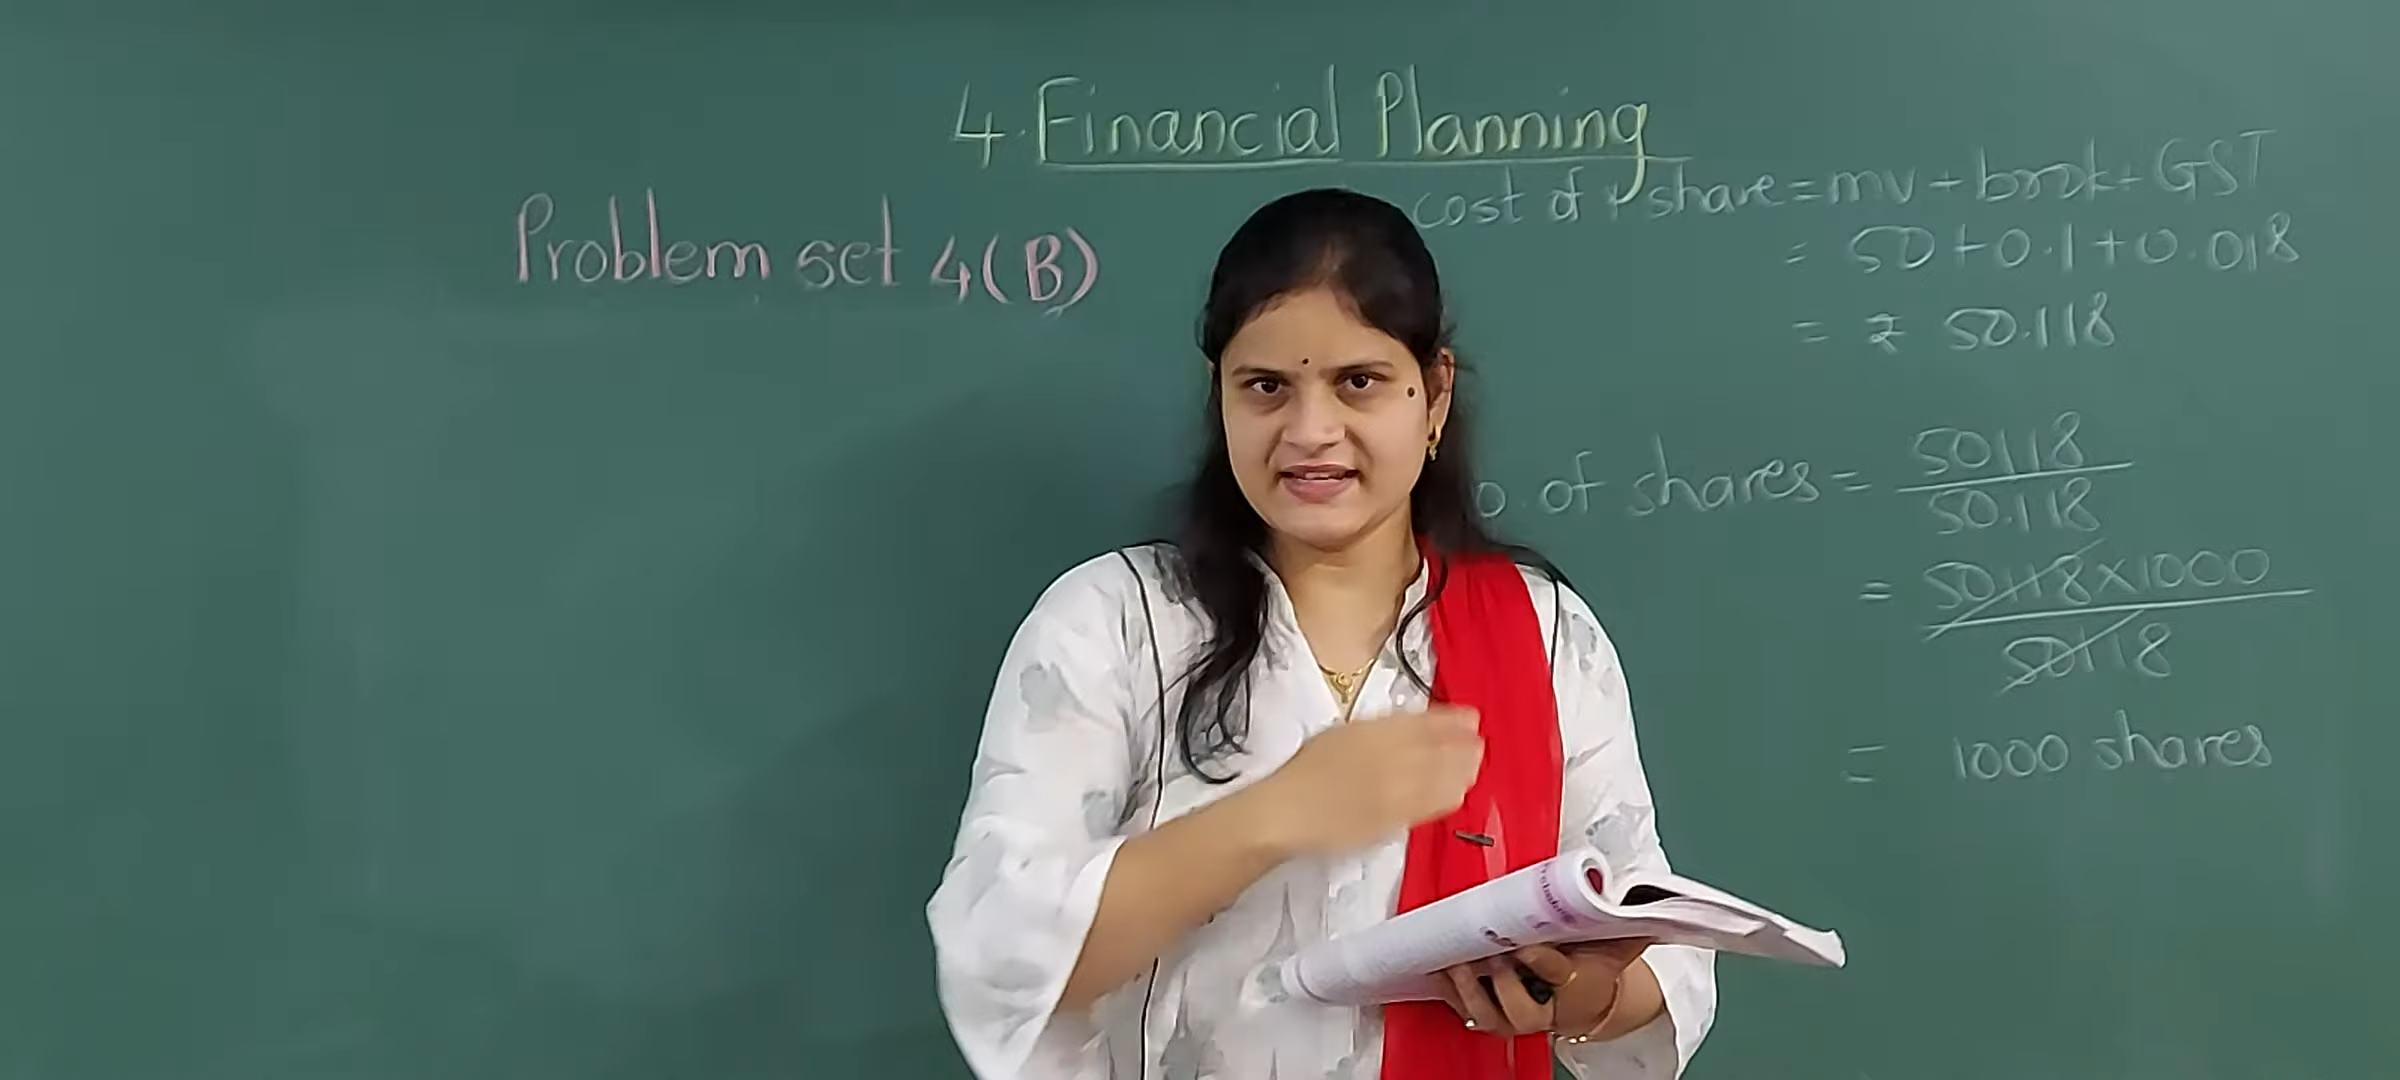 4. Financial Planning
Problem set 4(B)
cost of 1 share = mv + brok + GST
= 50 + 0.1 + 0.018
= ₹ 50.118
o. of shares = 50118
50.118
= 50118 × 1000
50118
= 1000 shares